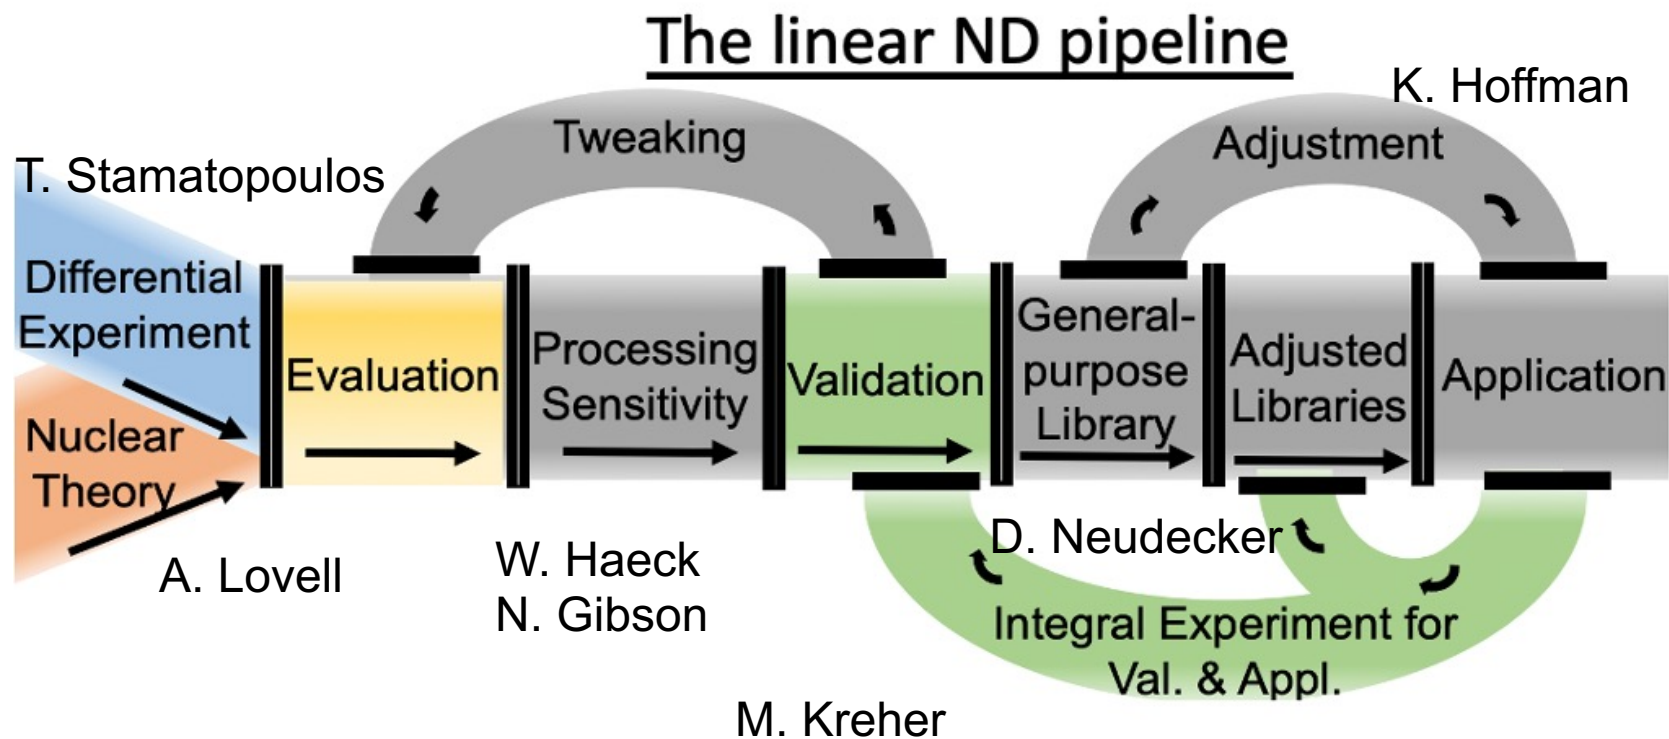 The linear ND pipeline
K. Hoffman
Tweaking
Adjustment
T. Stamatopoulos
Differential
Experiment
Nuclear
Theory
Evaluation
Processing
Sensitivity
Validation
General-
purpose
Library
Adjusted
Libraries
Application
A. Lovell
W. Haeck
N. Gibson
D. Neudecker
Integral Experiment for
Val. & Appl.
M. Kreher